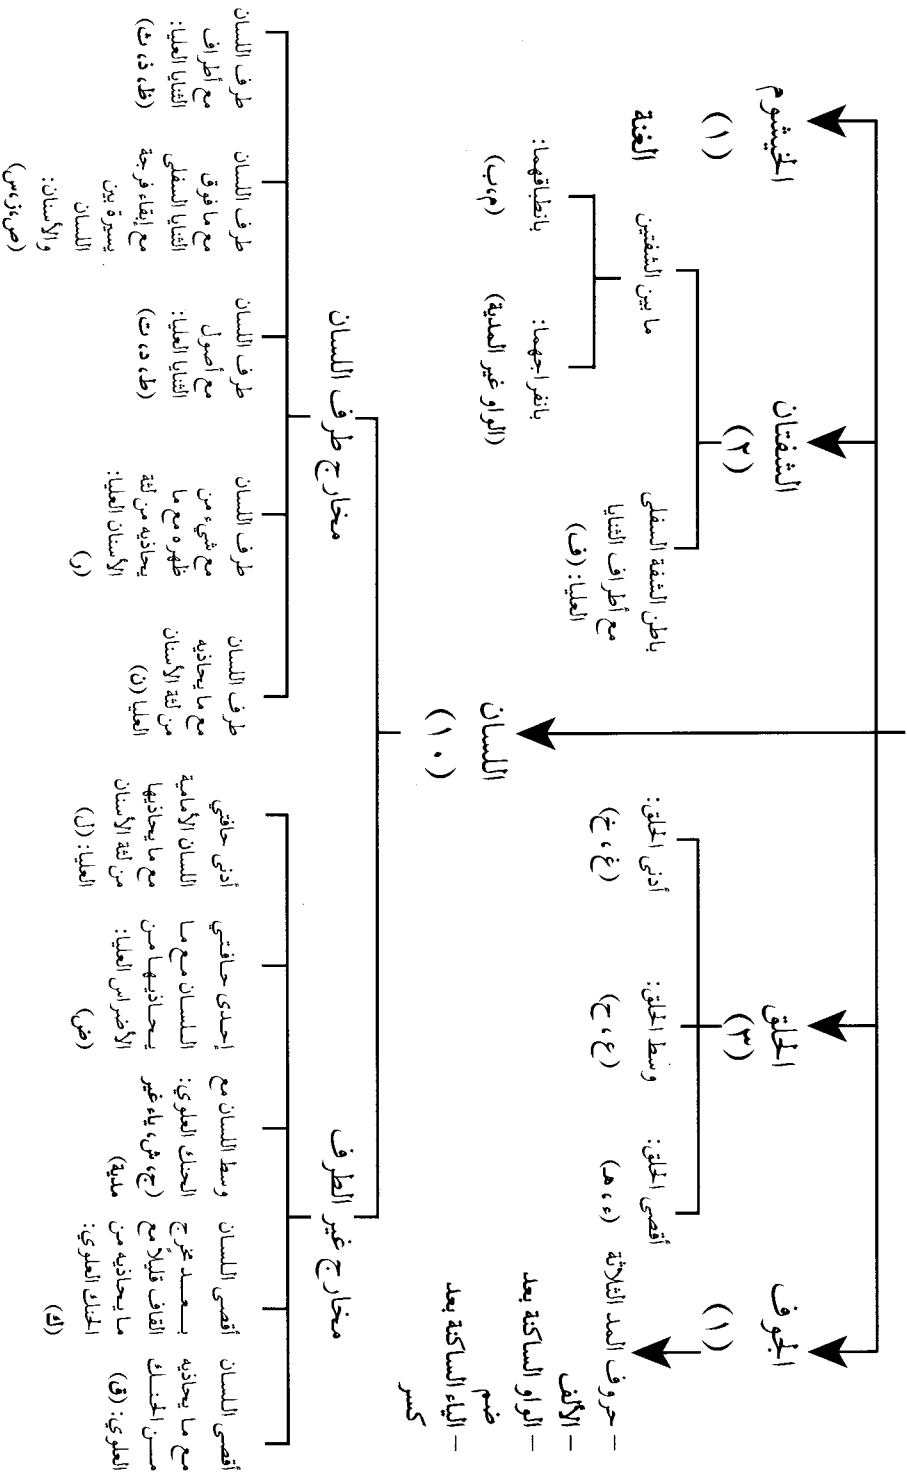 الجوف
(١)
– حروف المد الثلاثة
– الألف
– الواو الساكنة بعد
ضم
– الياء الساكنة بعد
كسر
الحلق
(٣)
أقصى الحلق:
(ء، هـ)
وسط الحلق:
(ع، ح)
أدنى الحلق:
(غ، خ)
اللسان
(١٠)
الشفتان
(٢)
باطن الشفة السفلى
مع أطراف الثنايا
العليا: (ف)
ما بين الشفتين
بانفراجهما:
(الواو غير المدية)
بانطباقهما:
(م، ب)
الخيشوم
(١)
الغنة
مخارج غير الطرف
أقصى اللسان
مع ما يحاذيه
من الحنك
العلوي: (ق)
أقصى اللسان
بعد مخرج
القاف قليلاً مع
ما يحاذيه من
الحنك العلوي:
(ك)
وسط اللسان مع
الحنك العلوي:
(ج، ش، ياء غير
مدية)
إحدى حافتي
اللسان مع ما
يحاذيها من
الأضراس العليا:
(ض)
أدنى حافتي
اللسان الأمامية
مع ما يحاذيها
من لثة الأسنان
العليا: (ل)
مخارج طرف اللسان
طرف اللسان
مع ما يحاذيه
من لثة الأسنان
العليا (ن)
طرف اللسان
مع شيء من
ظهره مع ما
يحاذيه من لثة
الأسنان العليا:
(ر)
طرف اللسان
مع أصول
الثنايا العليا:
(ط، د، ت)
طرف اللسان
مع ما فوق
الثنايا السفلى
مع إبقاء فرجة
يسيرة بين
اللسان
والأسنان:
(ص، ز، س)
طرف اللسان
مع أطراف
الثنايا العليا:
(ظ، ذ، ث)